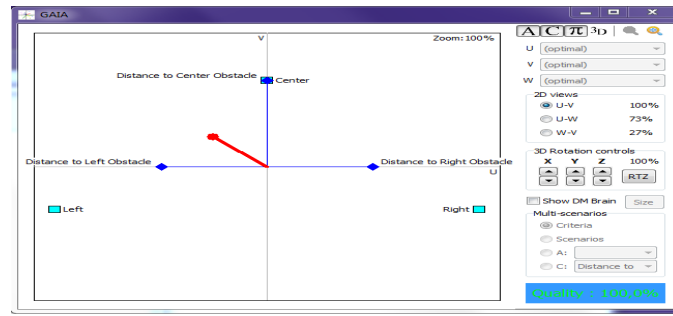 GAIA
V
Zoom:100%
Distance to Center Obstacle
Center
Distance to Left Obstacle
Distance to Right Obstacle
U
Left
Right
A C π 3D
U (optimal)
V (optimal)
W (optimal)
2D views
U-V 100%
U-W 73%
W-V 27%
3D Rotation controls
X Y Z 100%
RTZ
Show DM Brain Size
Multi-scenarios
Criteria
Scenarios
A:
C: Distance to
Quality : 100,0%